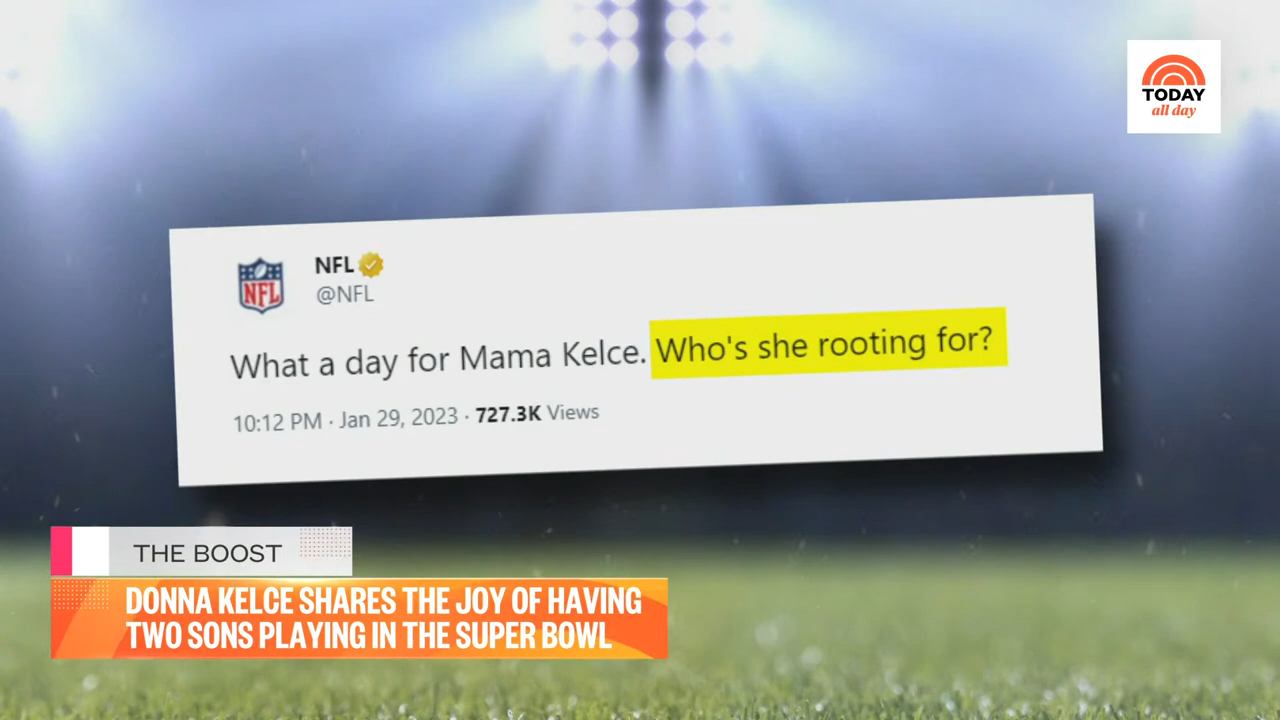 TODAY
all day
NFL
NFL
@NFL
What a day for Mama Kelce. Who's she rooting for?
10:12 PM · Jan 29, 2023 · 727.3K Views
THE BOOST
DONNA KELCE SHARES THE JOY OF HAVING
TWO SONS PLAYING IN THE SUPER BOWL